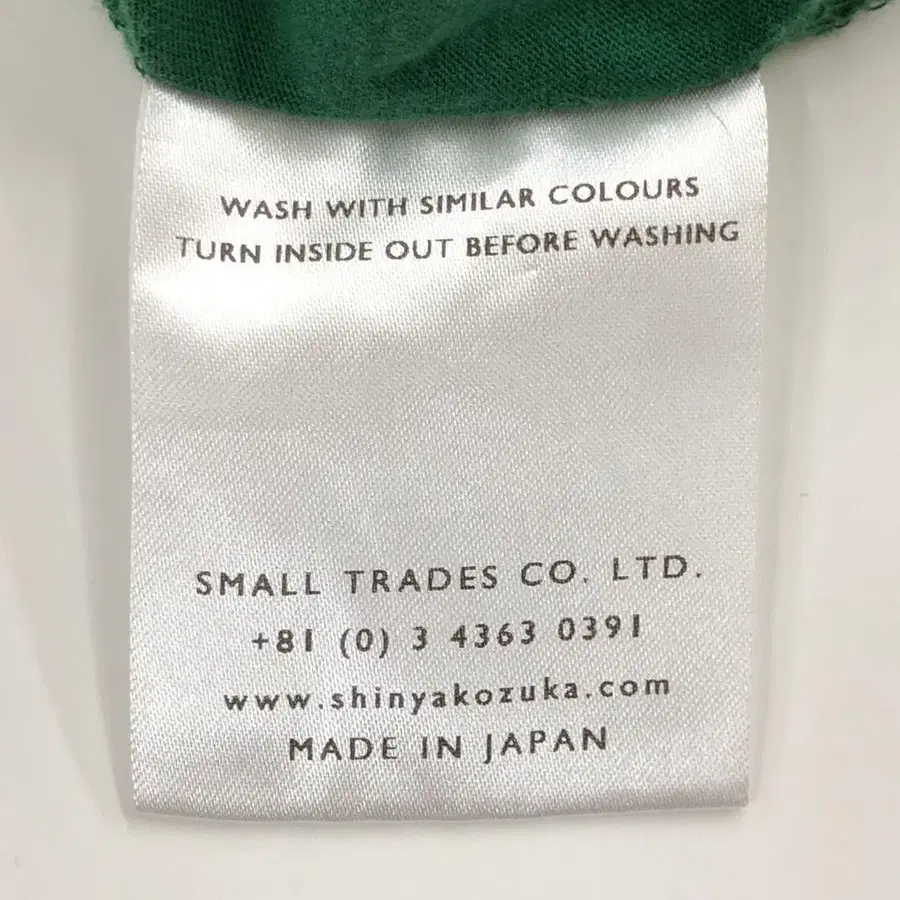 WASH WITH SIMILAR COLOURS
TURN INSIDE OUT BEFORE WASHING
SMALL TRADES CO. LTD.
+81 (0) 3 4363 0391
www.shinyakozuka.com
MADE IN JAPAN